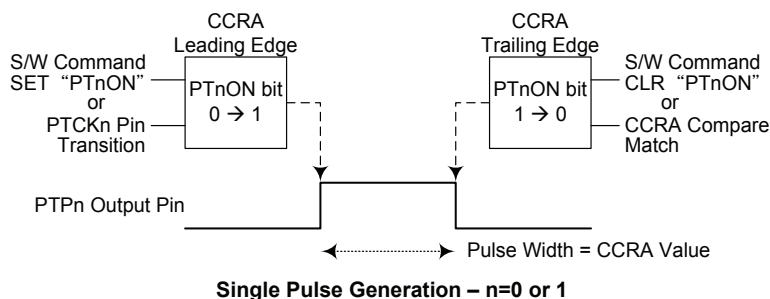 CCRA
Leading Edge
S/W Command
SET “PTnON”
or
PTCKn Pin
Transition
PTnON bit
0 → 1
CCRA
Trailing Edge
PTnON bit
1 → 0
S/W Command
CLR “PTnON”
or
CCRA Compare
Match
PTPn Output Pin
Pulse Width = CCRA Value
Single Pulse Generation – n=0 or 1